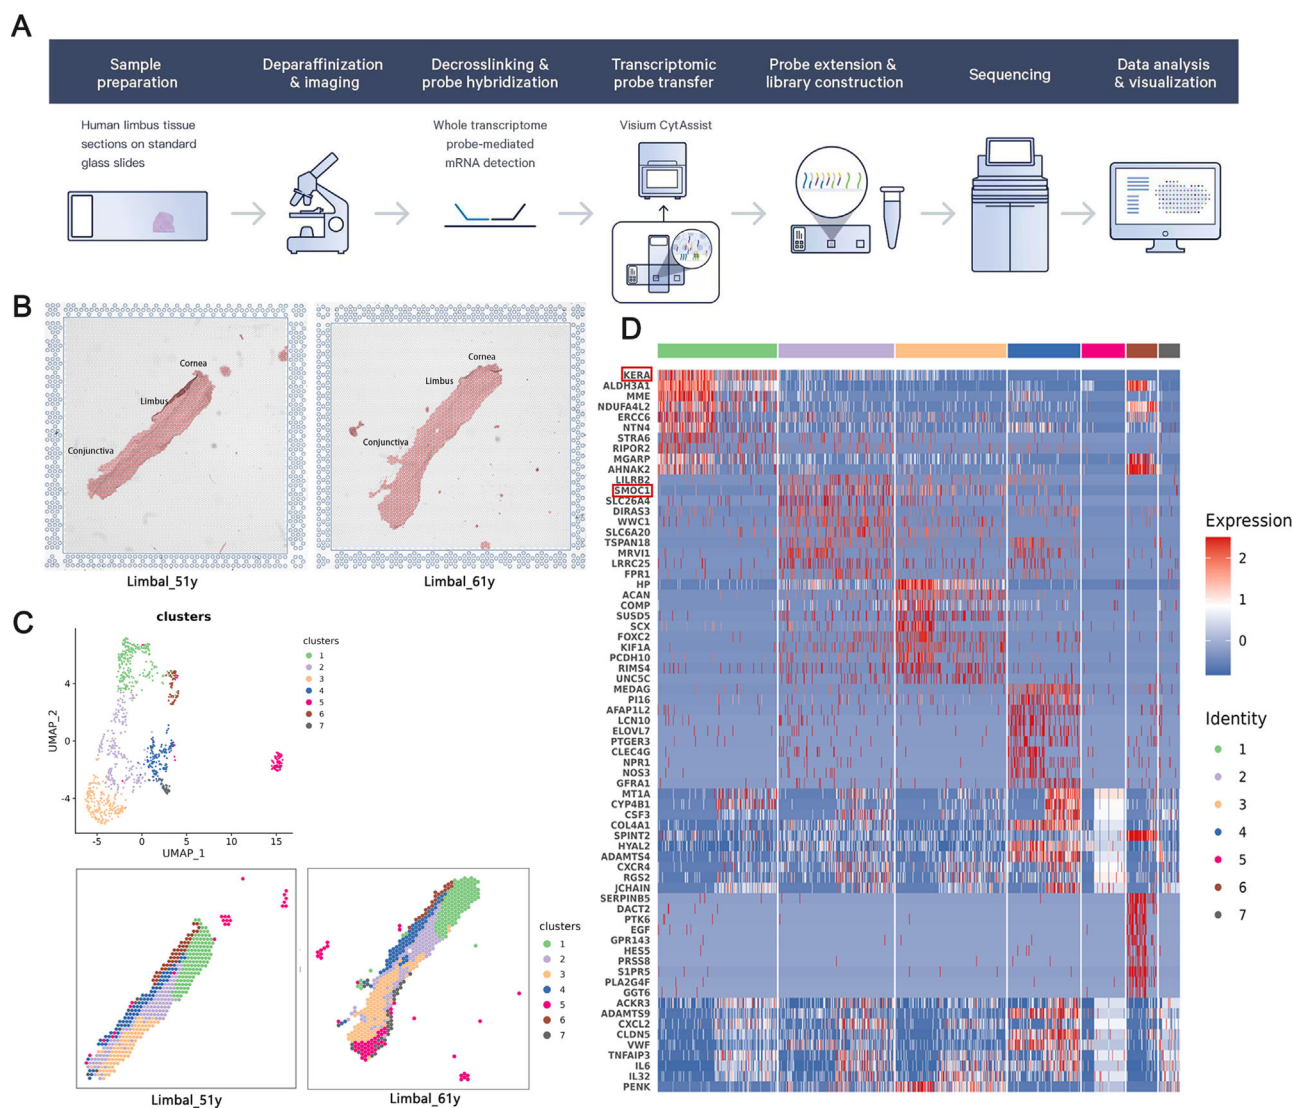 A
Sample
preparation
Deparaffinization
& imaging
Decrosslinking &
probe hybridization
Transcriptomic
probe transfer
Probe extension &
library construction
Sequencing
Data analysis
& visualization
Human limbus tissue
sections on standard
glass slides
Whole transcriptome
probe-mediated
mRNA detection
Visium CytAssist
B
Cornea
Limbus
Conjunctiva
Limbal_51y
Cornea
Limbus
Conjunctiva
Limbal_61y
C
clusters
UMAP_2
4
0
-4
-5
0
5
10
15
UMAP_1
clusters
1
2
3
4
5
6
7
Limbal_51y
Limbal_61y
clusters
1
2
3
4
5
6
7
D
KERA
ALDH3A1
MME
NDUFA4L2
ERCC6
NTN4
STRA6
RIPOR2
MGARP
AHNAK2
LILRB2
SMOC1
SLC26A4
DIRAS3
WWC1
SLC6A20
TSPAN18
MRVI1
LRRC25
FPR1
HP
ACAN
COMP
SUSD5
SCX
FOXC2
KIF1A
PCDH10
RIMS4
UNC5C
MEDAG
PI16
AFAP1L2
LCN10
ELOVL7
PTGER3
CLEC4G
NPR1
NOS3
GFRA1
MT1A
CYP4B1
CSF3
COL4A1
SPINT2
HYAL2
ADAMTS4
CXCR4
RGS2
JCHAIN
SERPINB5
DACT2
PTK6
EGF
GPR143
HES5
PRSS8
S1PR5
PLA2G4F
GGT6
ACKR3
ADAMTS9
CXCL2
CLDN5
VWF
TNFAIP3
IL6
IL32
PENK
Expression
2
1
0
Identity
1
2
3
4
5
6
7